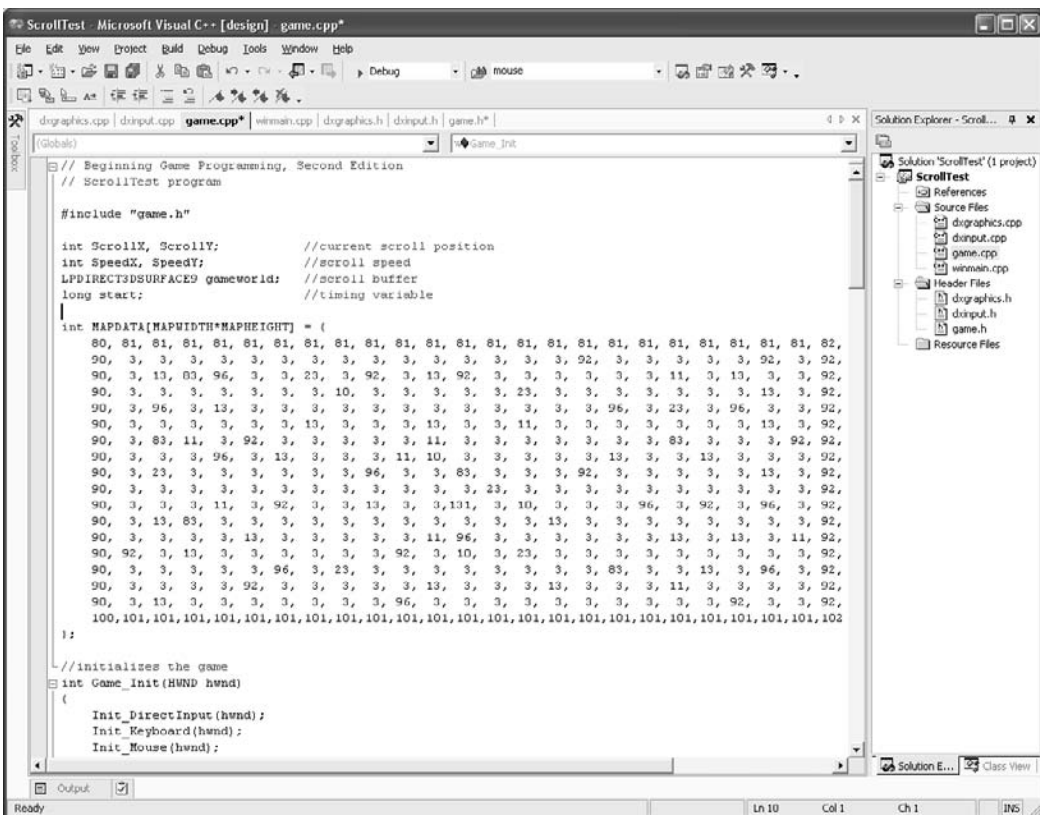 ScrollTest - Microsoft Visual C++ [design] - game.cpp*
File Edit View Project Build Debug Tools Window Help
Debug mouse
dxgraphics.cpp | dxinput.cpp game.cpp* winmain.cpp | dxgraphics.h | dxinput.h | game.h*
Toolbox
(Globals) Game_Init
// Beginning Game Programming, Second Edition
// ScrollTest program
#include "game.h"
int ScrollX, ScrollY; //current scroll position
int SpeedX, SpeedY; //scroll speed
LPDIRECT3DSURFACE9 gameworld; //scroll buffer
long start; //timing variable
int MAPDATA[MAPWIDTH*MAPHEIGHT] = {
80, 81, 81, 81, 81, 81, 81, 81, 81, 81, 81, 81, 81, 81, 81, 81, 81, 81, 81, 81, 81, 81, 81, 81, 82,
90, 3, 3, 3, 3, 3, 3, 3, 3, 3, 3, 3, 3, 3, 3, 3, 92, 3, 3, 3, 3, 3, 92, 3, 92,
90, 3, 13, 83, 96, 3, 3, 23, 3, 92, 3, 13, 92, 3, 3, 3, 3, 3, 3, 11, 3, 13, 3, 3, 92,
90, 3, 3, 3, 3, 3, 3, 3, 10, 3, 3, 3, 3, 3, 23, 3, 3, 3, 3, 3, 3, 3, 13, 3, 92,
90, 3, 96, 3, 13, 3, 3, 3, 3, 3, 3, 3, 3, 3, 3, 3, 3, 96, 3, 23, 3, 96, 3, 3, 92,
90, 3, 3, 3, 3, 3, 3, 13, 3, 3, 3, 13, 3, 3, 11, 3, 3, 3, 3, 3, 3, 3, 13, 3, 92,
90, 3, 83, 11, 3, 92, 3, 3, 3, 3, 3, 11, 3, 3, 3, 3, 3, 3, 3, 83, 3, 3, 3, 92, 92,
90, 3, 3, 3, 96, 3, 13, 3, 3, 3, 11, 10, 3, 3, 3, 3, 3, 13, 3, 3, 13, 3, 3, 3, 92,
90, 3, 23, 3, 3, 3, 3, 3, 3, 96, 3, 3, 83, 3, 3, 3, 92, 3, 3, 3, 3, 3, 13, 3, 92,
90, 3, 3, 3, 3, 3, 3, 3, 3, 3, 3, 3, 3, 23, 3, 3, 3, 3, 3, 3, 3, 3, 3, 3, 92,
90, 3, 3, 3, 11, 3, 92, 3, 3, 13, 3, 3,131, 3, 10, 3, 3, 3, 96, 3, 92, 3, 96, 3, 92,
90, 3, 13, 83, 3, 3, 3, 3, 3, 3, 3, 3, 3, 3, 3, 13, 3, 3, 3, 3, 3, 3, 3, 3, 92,
90, 3, 3, 3, 3, 13, 3, 3, 3, 3, 3, 11, 96, 3, 3, 3, 3, 3, 3, 13, 3, 13, 3, 11, 92,
90, 92, 3, 13, 3, 3, 3, 3, 3, 3, 92, 3, 10, 3, 23, 3, 3, 3, 3, 3, 3, 3, 3, 3, 92,
90, 3, 3, 3, 3, 3, 96, 3, 23, 3, 3, 3, 3, 3, 3, 3, 3, 83, 3, 3, 13, 3, 96, 3, 92,
90, 3, 3, 3, 3, 92, 3, 3, 3, 3, 3, 13, 3, 3, 3, 13, 3, 3, 3, 11, 3, 3, 3, 3, 92,
90, 3, 13, 3, 3, 3, 3, 3, 3, 3, 96, 3, 3, 3, 3, 3, 3, 3, 3, 3, 3, 92, 3, 3, 92,
100,101,101,101,101,101,101,101,101,101,101,101,101,101,101,101,101,101,101,101,101,101,101,101,102
};
//initializes the game
int Game_Init(HWND hwnd)
{
Init_DirectInput(hwnd);
Init_Keyboard(hwnd);
Init_Mouse(hwnd);
Solution Explorer - Scroll...
Solution 'ScrollTest' (1 project)
ScrollTest
References
Source Files
dxgraphics.cpp
dxinput.cpp
game.cpp
winmain.cpp
Header Files
dxgraphics.h
dxinput.h
game.h
Resource Files
Solution E... Class View
Output
Ready Ln 10 Col 1 Ch 1 INS